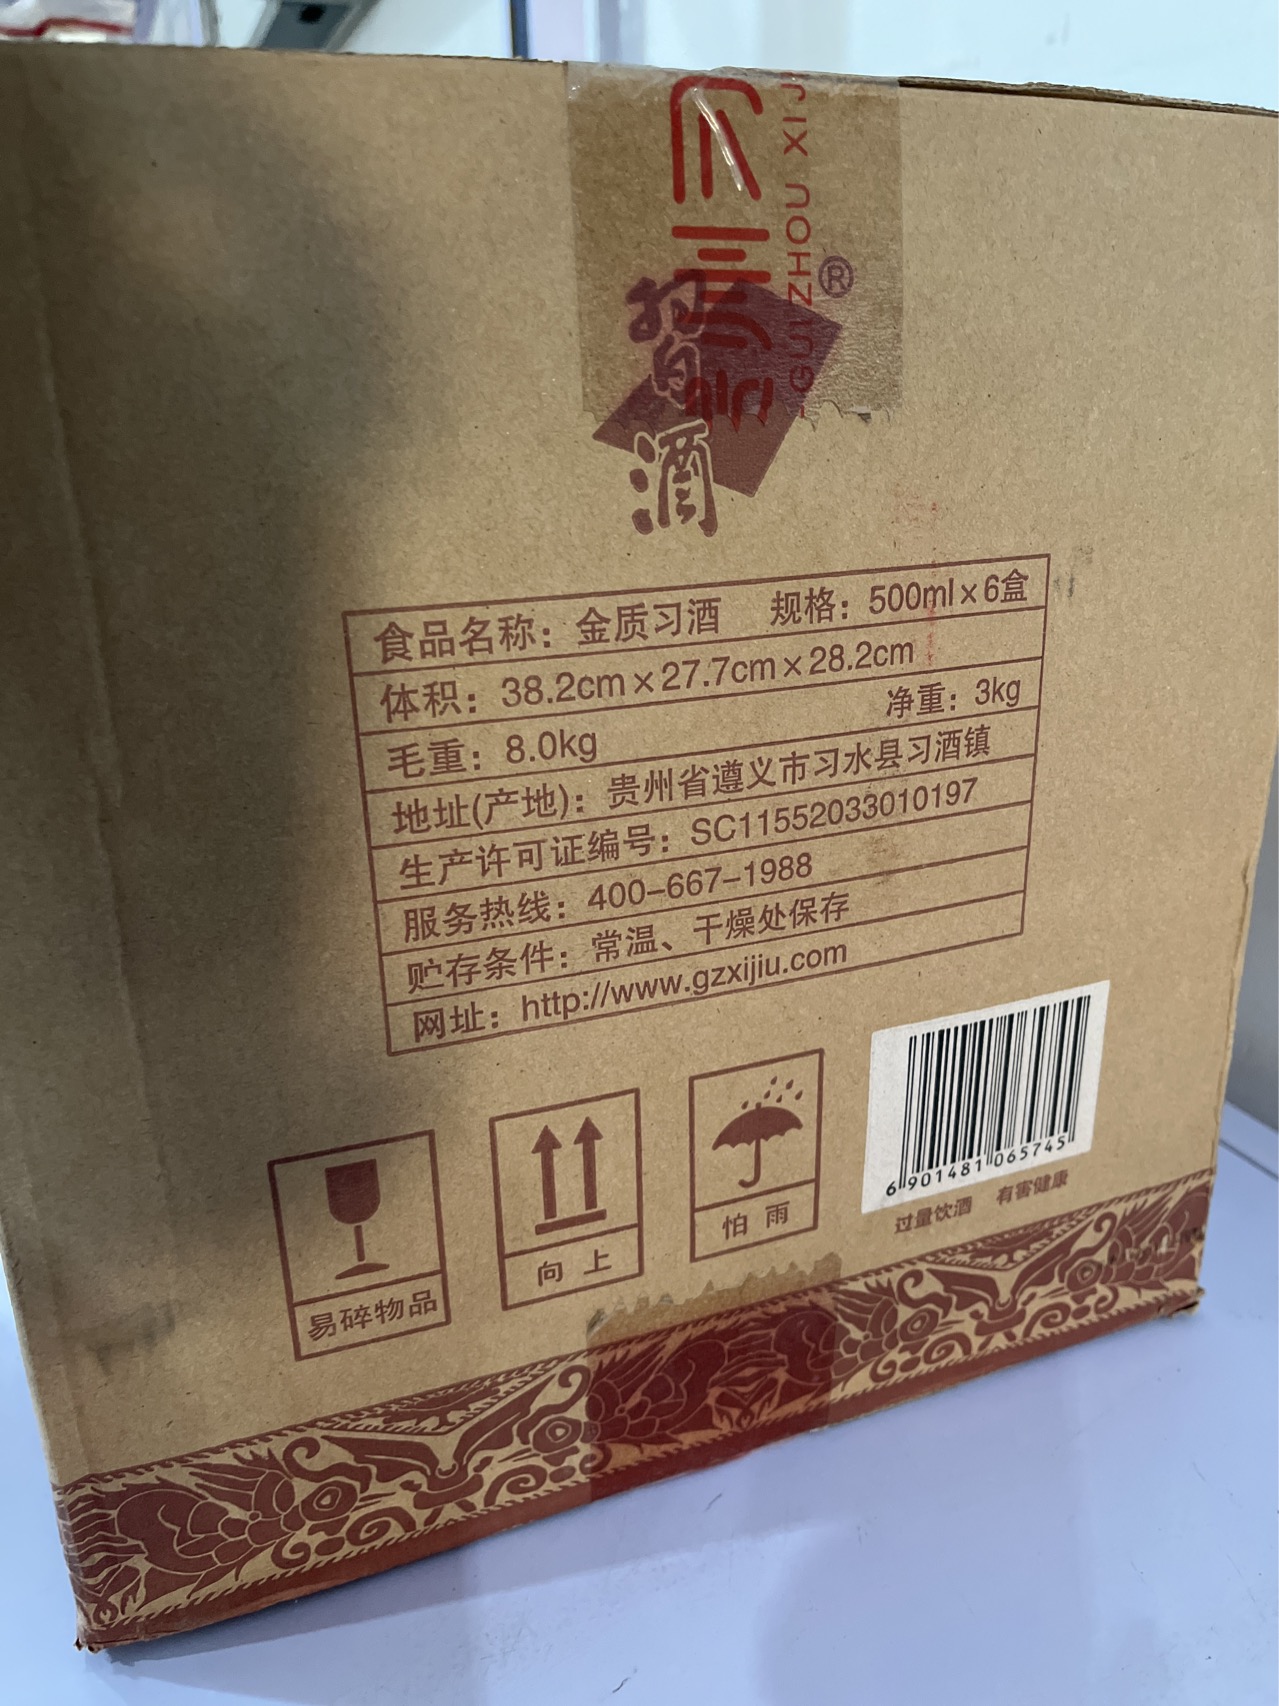 贵州习
GUIZHOU XIJ
習酒®
食品名称：金质习酒 规格：500ml×6盒
体积：38.2cm×27.7cm×28.2cm
毛重：8.0kg 净重：3kg
地址(产地)：贵州省遵义市习水县习酒镇
生产许可证编号：SC11552033010197
服务热线：400-667-1988
贮存条件：常温、干燥处保存
网址：http://www.gzxijiu.com
易碎物品
向上
怕雨
6901481065745
过量饮酒 有害健康